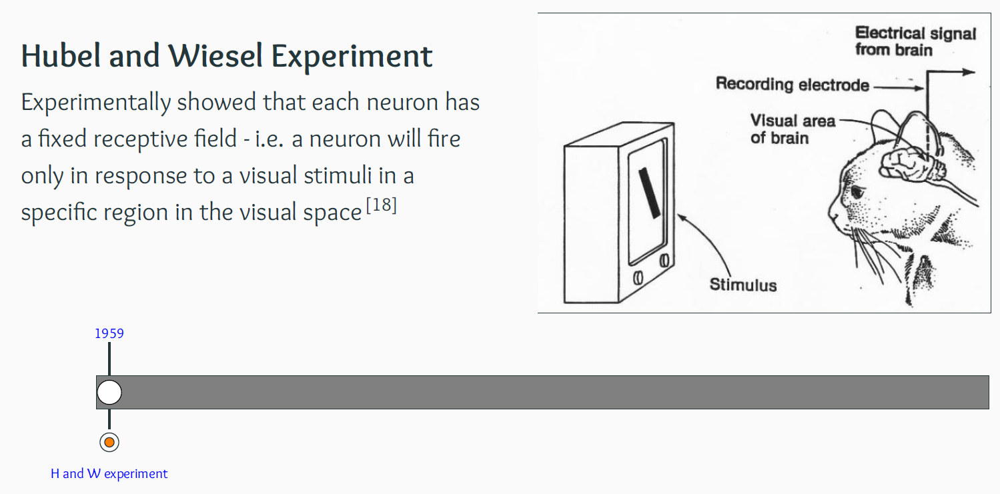 Hubel and Wiesel Experiment
Experimentally showed that each neuron has
a fixed receptive field - i.e. a neuron will fire
only in response to a visual stimuli in a
specific region in the visual space[18]
Electrical signal
from brain
Recording electrode
Visual area
of brain
Stimulus
1959
H and W experiment